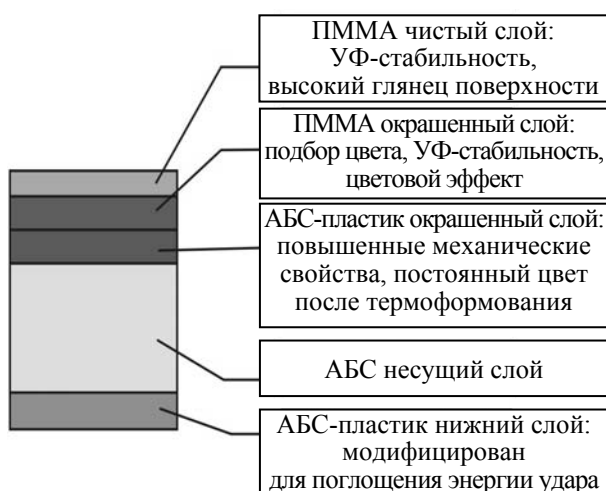 ПММА чистый слой:
УФ-стабильность,
высокий глянец поверхности
ПММА окрашенный слой:
подбор цвета, УФ-стабильность,
цветовой эффект
АБС-пластик окрашенный слой:
повышенные механические
свойства, постоянный цвет
после термоформования
АБС несущий слой
АБС-пластик нижний слой:
модифицирован
для поглощения энергии удара